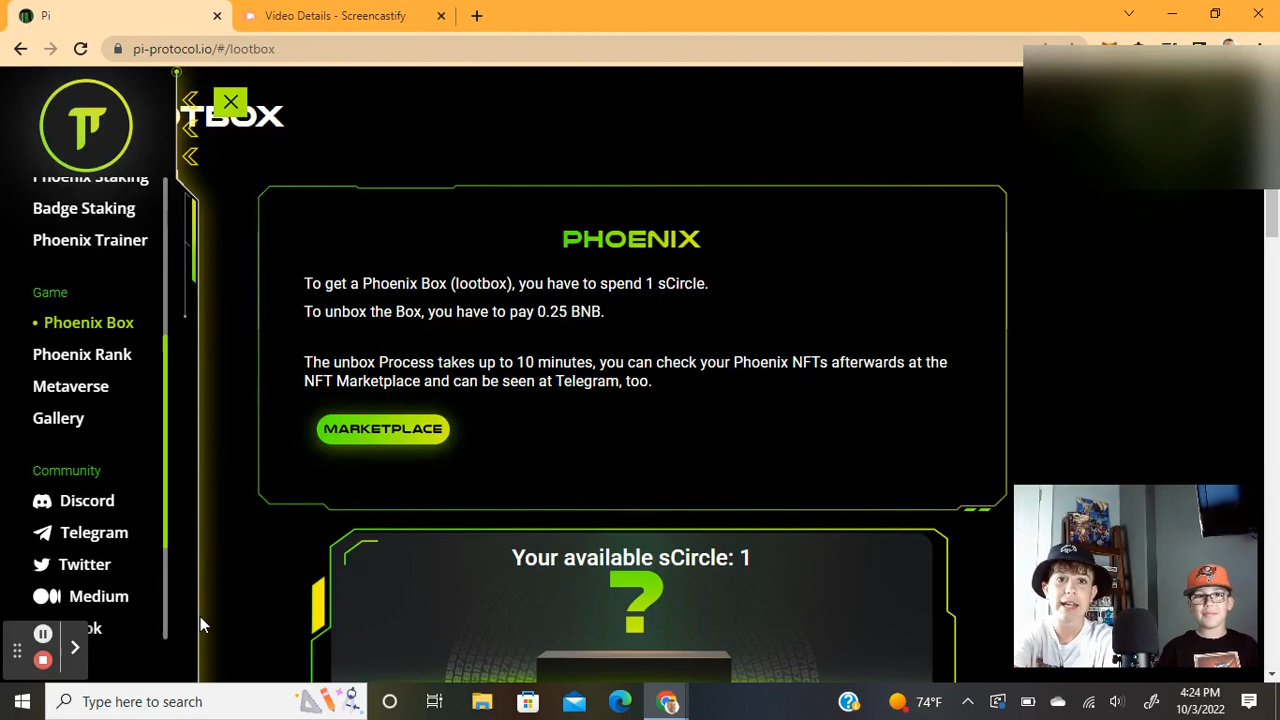 Pi
Video Details - Screencastify
pi-protocol.io/#/lootbox
OTBOX
Phoenix Staking
Badge Staking
Phoenix Trainer
Game
• Phoenix Box
Phoenix Rank
Metaverse
Gallery
Community
Discord
Telegram
Twitter
Medium
PHOENIX
To get a Phoenix Box (lootbox), you have to spend 1 sCircle.
To unbox the Box, you have to pay 0.25 BNB.
The unbox Process takes up to 10 minutes, you can check your Phoenix NFTs afterwards at the
NFT Marketplace and can be seen at Telegram, too.
MARKETPLACE
Your available sCircle: 1
?
Type here to search
74°F
4:24 PM
10/3/2022